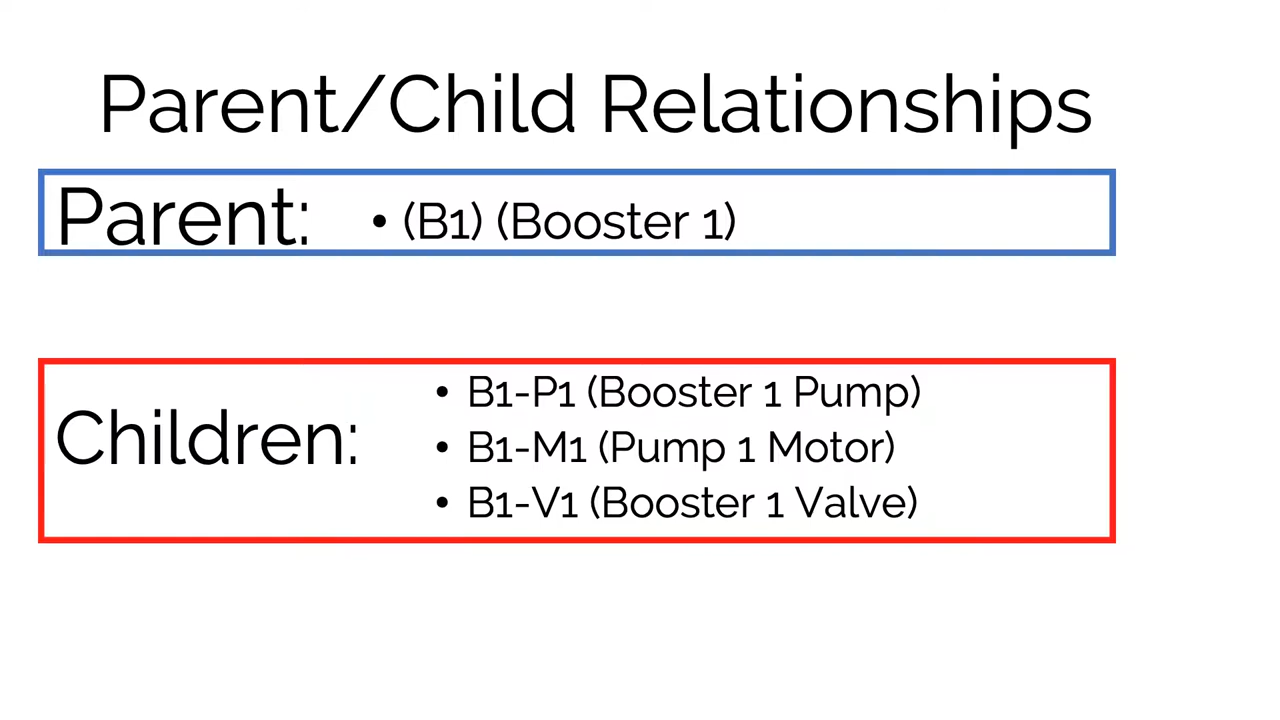 Parent/Child Relationships
Parent: • (B1) (Booster 1)
Children:
• B1-P1 (Booster 1 Pump)
• B1-M1 (Pump 1 Motor)
• B1-V1 (Booster 1 Valve)